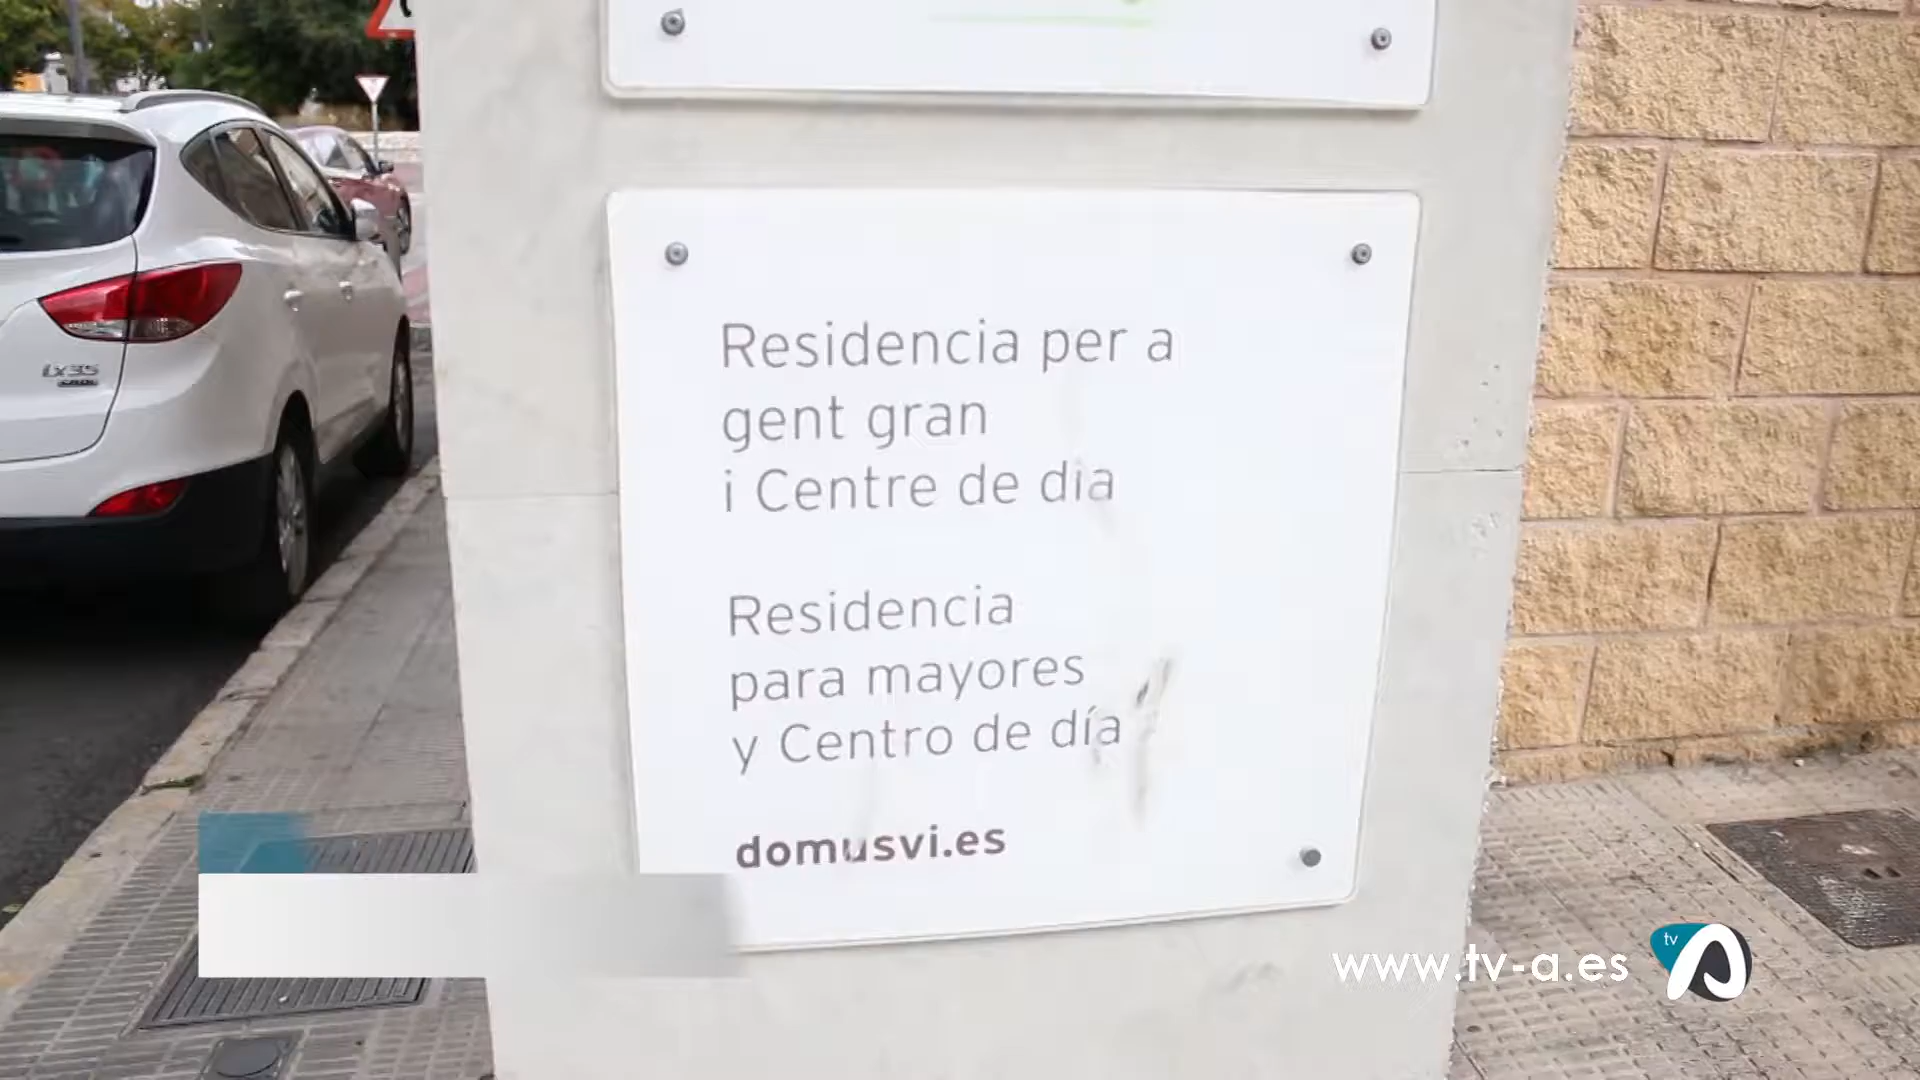 Residencia per a
gent gran
i Centre de dia
Residencia
para mayores
y Centro de día
domusvi.es
ix35
www.tv-a.es
tv